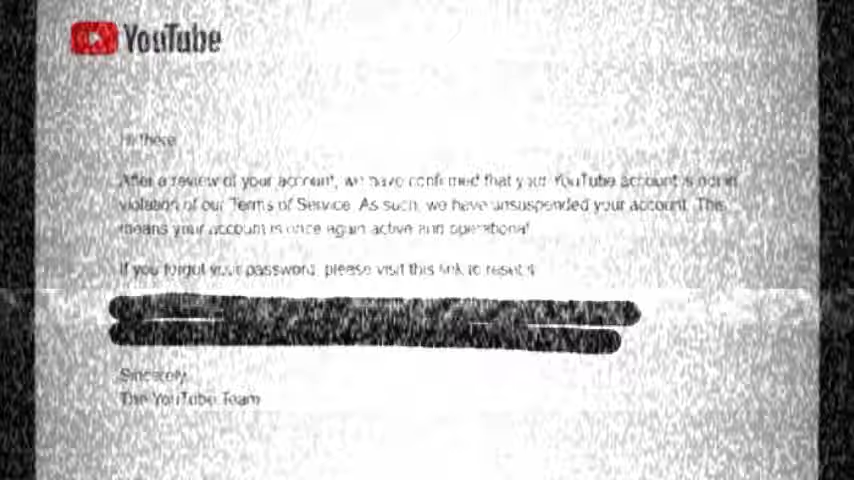 YouTube
Hi there
After a review of your account, we have confirmed that your YouTube account is not in
violation of our Terms of Service. As such, we have unsuspended your account. This
means your account is once again active and operational.
If you forgot your password, please visit this link to reset it
Sincerely,
The YouTube Team